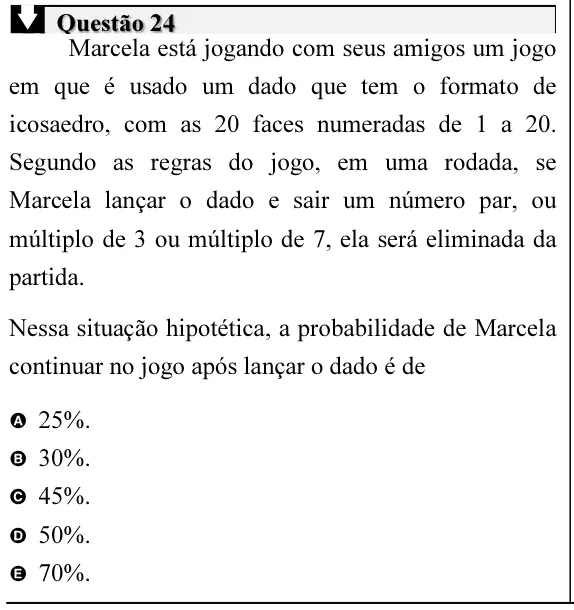 Questão 24
Marcela está jogando com seus amigos um jogo
em que é usado um dado que tem o formato de
icosaedro, com as 20 faces numeradas de 1 a 20.
Segundo as regras do jogo, em uma rodada, se
Marcela lançar o dado e sair um número par, ou
múltiplo de 3 ou múltiplo de 7, ela será eliminada da
partida.
Nessa situação hipotética, a probabilidade de Marcela
continuar no jogo após lançar o dado é de
A 25%.
B 30%.
C 45%.
D 50%.
E 70%.